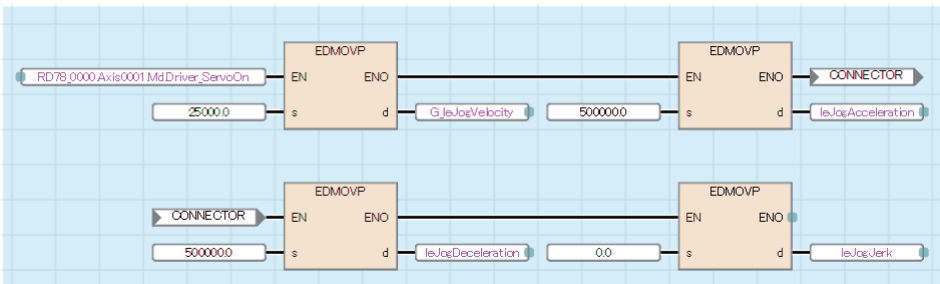 EDMOVP EDMOVP
RD78_0000.Axis0001.Md.Driver_ServoOn EN ENO EN ENO CONNECTOR
25000.0 s d G_leJogVelocity 500000.0 s d leJogAcceleration
EDMOVP EDMOVP
CONNECTOR EN ENO EN ENO
500000.0 s d leJogDeceleration 0.0 s d leJogJerk